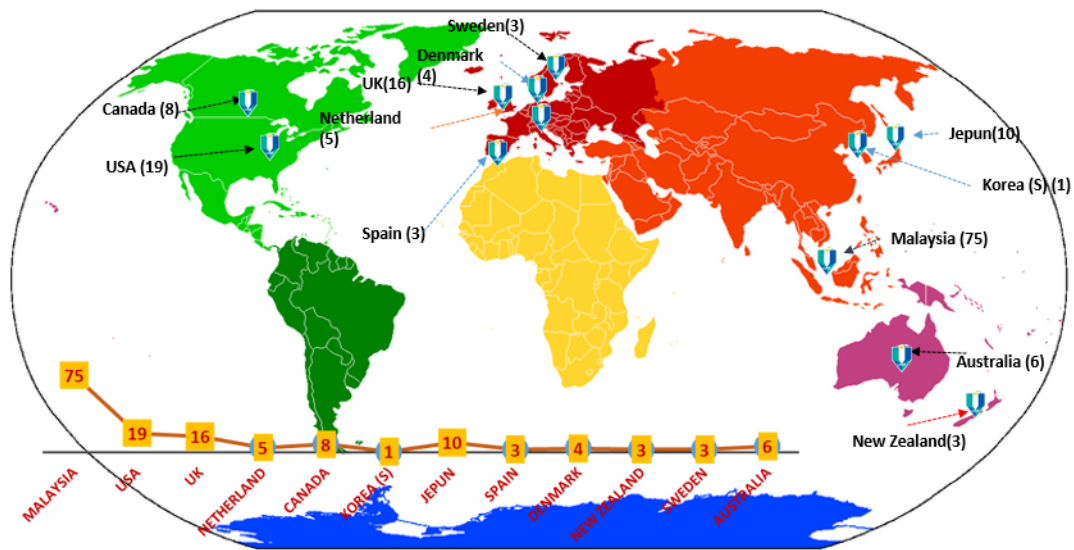 Sweden(3)
Denmark
(4)
UK(16)
Canada (8)
Netherland
(5)
Jepun(10)
USA (19)
Korea (S) (1)
Spain (3)
Malaysia (75)
Australia (6)
New Zealand(3)
75
19
16
5
8
1
10
3
4
3
3
6
MALAYSIA
USA
UK
NETHERLAND
CANADA
KOREA (S)
JEPUN
SPAIN
DENMARK
NEW ZEALAND
SWEDEN
AUSTRALIA